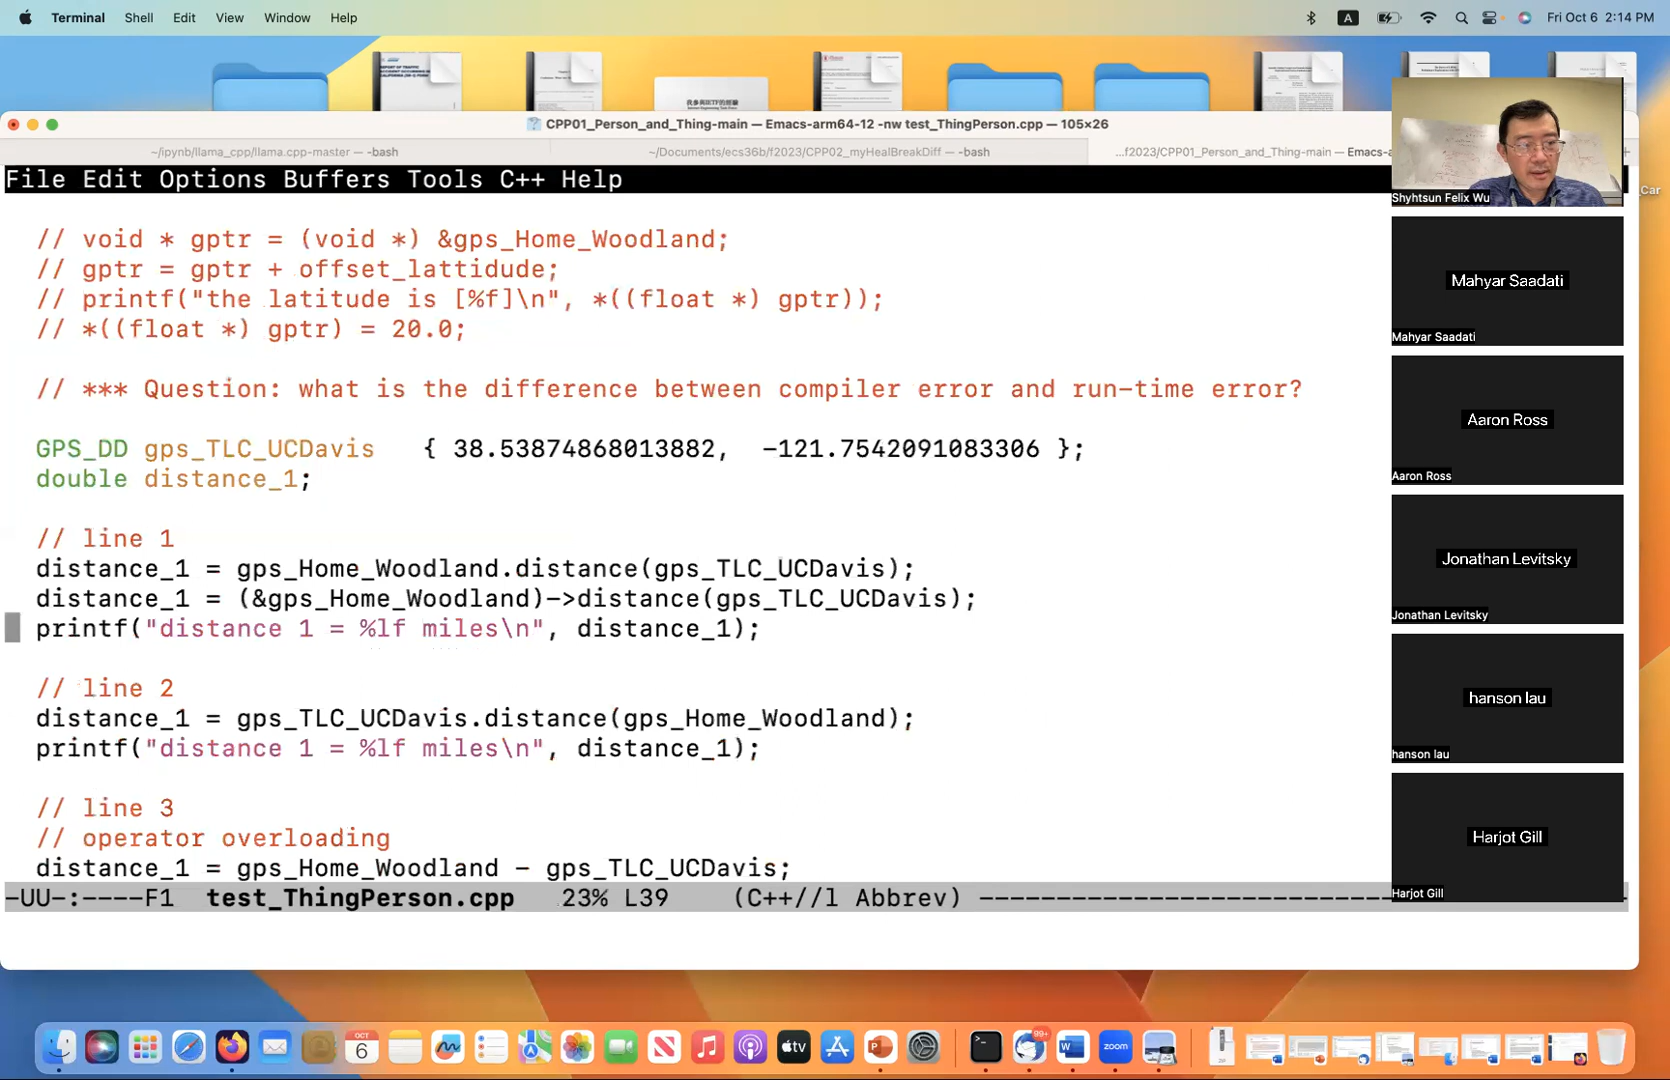 Terminal Shell Edit View Window Help
A Fri Oct 6 2:14 PM
CPP01_Person_and_Thing-main — Emacs-arm64-12 -nw test_ThingPerson.cpp — 105×26
~/ipynb/llama_cpp/llama.cpp-master — -bash
~/Documents/ecs36b/f2023/CPP02_myHealBreakDiff — -bash
...f2023/CPP01_Person_and_Thing-main — Emacs-
File Edit Options Buffers Tools C++ Help
// void * gptr = (void *) &gps_Home_Woodland;
// gptr = gptr + offset_lattidude;
// printf("the latitude is [%f]\n", *((float *) gptr));
// *((float *) gptr) = 20.0;
// *** Question: what is the difference between compiler error and run-time error?
GPS_DD gps_TLC_UCDavis { 38.53874868013882, -121.7542091083306 };
double distance_1;
// line 1
distance_1 = gps_Home_Woodland.distance(gps_TLC_UCDavis);
distance_1 = (&gps_Home_Woodland)->distance(gps_TLC_UCDavis);
printf("distance 1 = %lf miles\n", distance_1);
// line 2
distance_1 = gps_TLC_UCDavis.distance(gps_Home_Woodland);
printf("distance 1 = %lf miles\n", distance_1);
// line 3
// operator overloading
distance_1 = gps_Home_Woodland - gps_TLC_UCDavis;
-UU-:----F1 test_ThingPerson.cpp 23% L39 (C++//l Abbrev) ---------------------------
Shyhtsun Felix Wu
Car
Mahyar Saadati
Mahyar Saadati
Aaron Ross
Aaron Ross
Jonathan Levitsky
Jonathan Levitsky
hanson lau
hanson lau
Harjot Gill
Harjot Gill
OCT
6
tv
99+
zoom